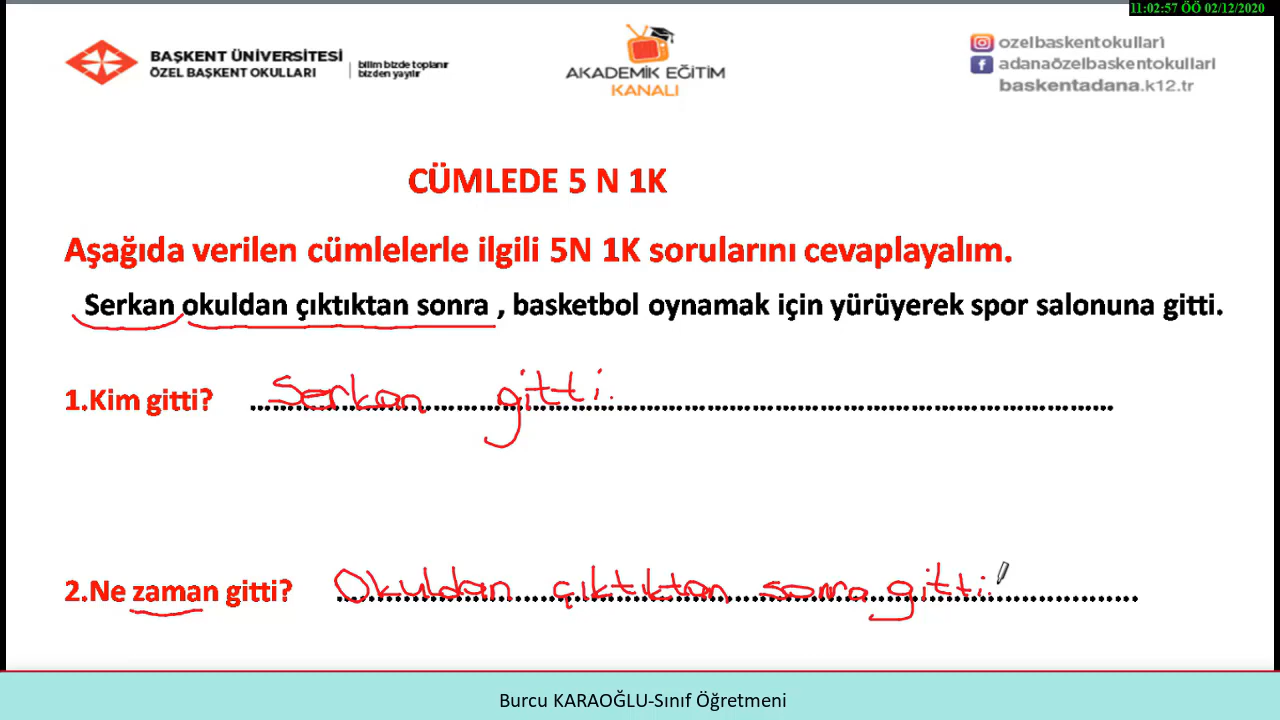 11:02:57 ÖÖ 02/12/2020
BAŞKENT ÜNİVERSİTESİ
ÖZEL BAŞKENT OKULLARI
bilim bizde toplanır
bizden yayılır
AKADEMİK EĞİTİM
KANALI
ozelbaskentokulları
adanaözelbaskentokullari
baskentadana.k12.tr
CÜMLEDE 5 N 1K
Aşağıda verilen cümlelerle ilgili 5N 1K sorularını cevaplayalım.
Serkan okuldan çıktıktan sonra , basketbol oynamak için yürüyerek spor salonuna gitti.
1.Kim gitti? Serkan gitti.
2.Ne zaman gitti? Okuldan çıktıktan sonra gitti.
Burcu KARAOĞLU-Sınıf Öğretmeni